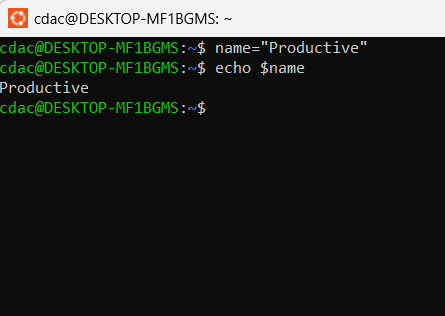 cdac@DESKTOP-MF1BGMS: ~
cdac@DESKTOP-MF1BGMS:~$ name="Productive"
cdac@DESKTOP-MF1BGMS:~$ echo $name
Productive
cdac@DESKTOP-MF1BGMS:~$